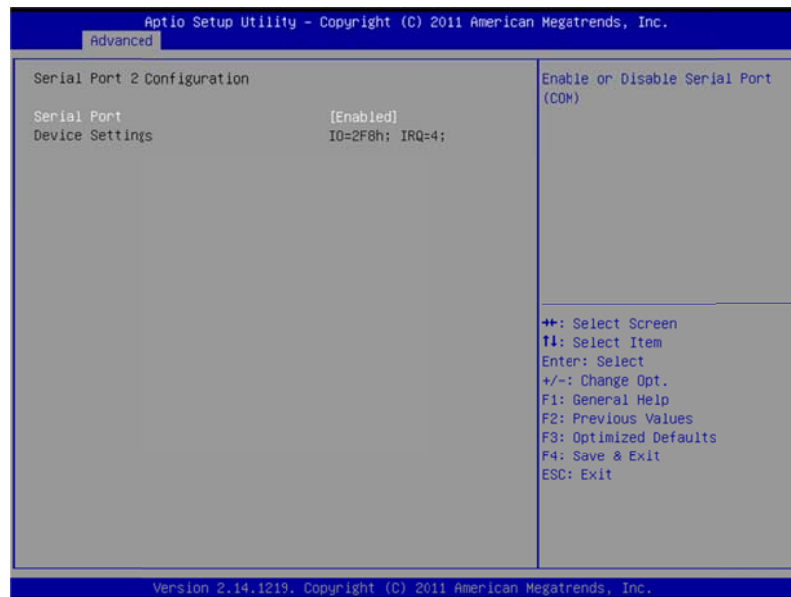 Aptio Setup Utility – Copyright (C) 2011 American Megatrends, Inc.
Advanced
Serial Port 2 Configuration
Serial Port [Enabled]
Device Settings IO=2F8h; IRQ=4;
Enable or Disable Serial Port
(COM)
→←: Select Screen
↑↓: Select Item
Enter: Select
+/-: Change Opt.
F1: General Help
F2: Previous Values
F3: Optimized Defaults
F4: Save & Exit
ESC: Exit
Version 2.14.1219. Copyright (C) 2011 American Megatrends, Inc.